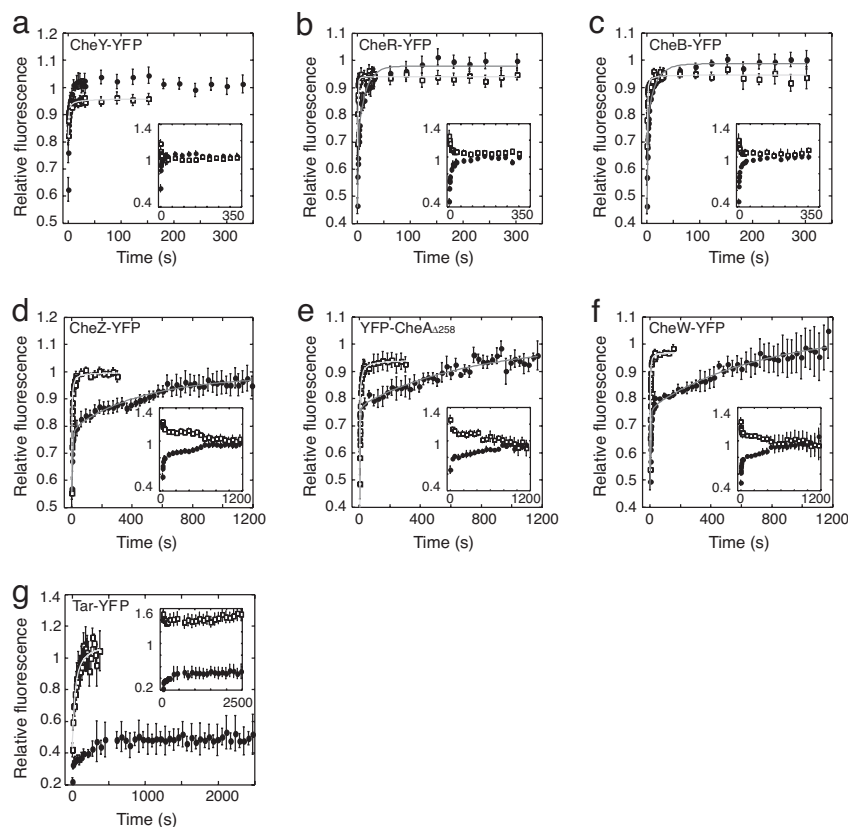 a
CheY-YFP
Relative fluorescence
1.2
1.1
1
0.9
0.8
0.7
0.6
0.5
1.4
1
0.4
0 350
0 100 200 300
Time (s)
b
CheR-YFP
Relative fluorescence
1.1
1
0.9
0.8
0.7
0.6
0.5
0.4
1.4
1
0.4
0 350
0 100 200 300
Time (s)
c
CheB-YFP
Relative fluorescence
1.1
1
0.9
0.8
0.7
0.6
0.5
0.4
1.4
1
0.4
0 350
0 100 200 300
Time (s)
d
CheZ-YFP
Relative fluorescence
1.2
1.1
1
0.9
0.8
0.7
0.6
0.5
1.4
1
0.4
0 1200
0 400 800 1200
Time (s)
e
YFP-CheAΔ258
Relative fluorescence
1.1
1
0.9
0.8
0.7
0.6
0.5
0.4
1.4
1
0.4
0 1200
0 400 800 1200
Time (s)
f
CheW-YFP
Relative fluorescence
1.1
1
0.9
0.8
0.7
0.6
0.5
0.4
1.4
1
0.4
0 1200
0 400 800 1200
Time (s)
g
Tar-YFP
Relative fluorescence
1.4
1.2
1
0.8
0.6
0.4
0.2
1.6
1
0.2
0 2500
0 1000 2000
Time (s)